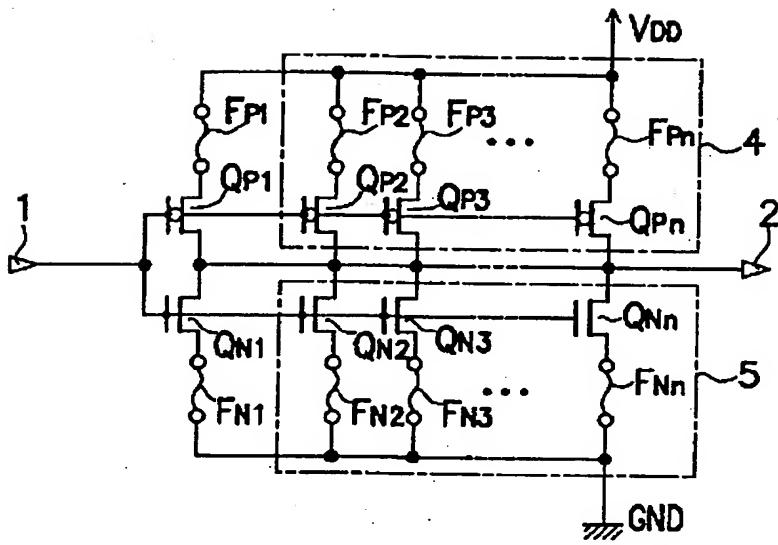 VDD
FP1 FP2 FP3 ... FPn 4
QP1 QP2 QP3 QPn
1 2
QN1 QN2 QN3 QNn
FN1 FN2 FN3 ... FNn 5
GND